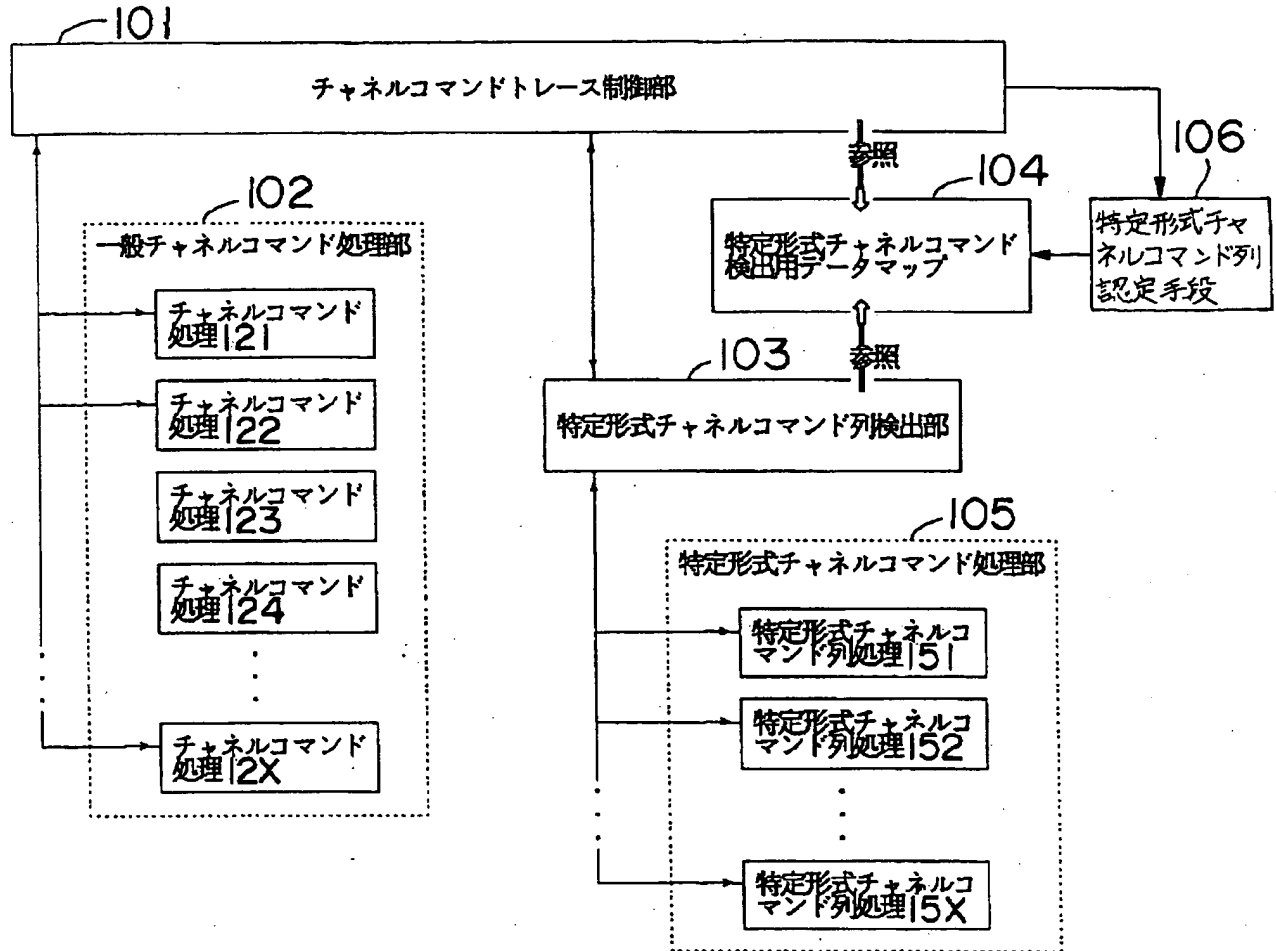 101
チャネルコマンドトレース制御部
参照
106
104
102
特定形式チャネルコマンド
検出用データマップ
特定形式チャ
ネルコマンド列
認定手段
一般チャネルコマンド処理部
チャネルコマンド
処理121
参照
103
チャネルコマンド
処理122
特定形式チャネルコマンド列検出部
チャネルコマンド
処理123
105
特定形式チャネルコマンド処理部
チャネルコマンド
処理124
特定形式チャネルコ
マンド列処理151
特定形式チャネルコ
マンド列処理152
チャネルコマンド
処理12X
特定形式チャネルコ
マンド列処理15X